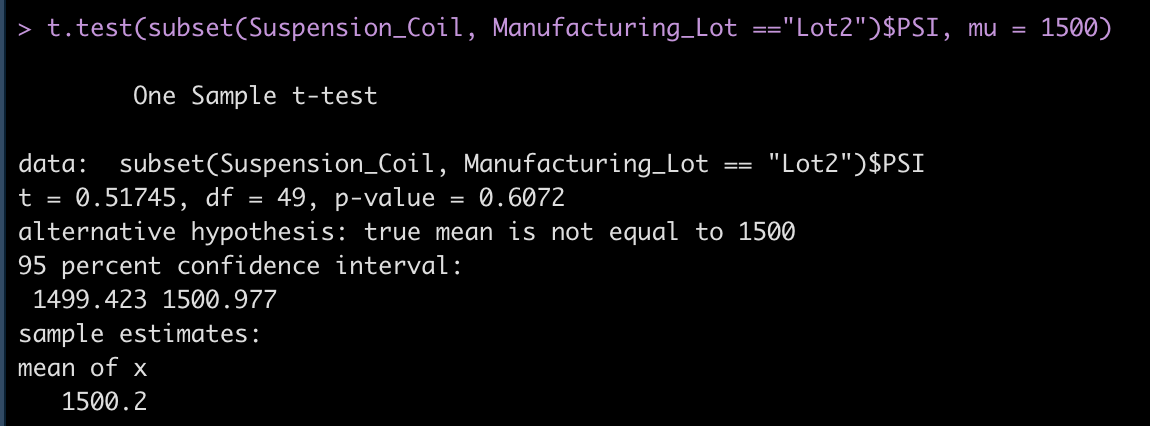 > t.test(subset(Suspension_Coil, Manufacturing_Lot =="Lot2")$PSI, mu = 1500)
One Sample t-test
data:  subset(Suspension_Coil, Manufacturing_Lot == "Lot2")$PSI
t = 0.51745, df = 49, p-value = 0.6072
alternative hypothesis: true mean is not equal to 1500
95 percent confidence interval:
1499.423 1500.977
sample estimates:
mean of x
1500.2